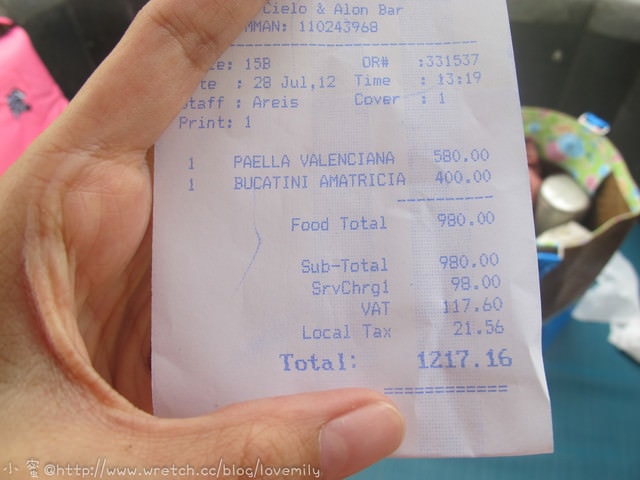 Cielo & Alon Bar
MMAN: 110243968
15B OR# :331537
: 28 Jul,12 Time : 13:19
Staff : Areis Cover : 1
Print: 1
1 PAELLA VALENCIANA 580.00
1 BUCATINI AMATRICIA 400.00
Food Total 980.00
Sub-Total 980.00
SrvChrg1 98.00
VAT 117.60
Local Tax 21.56
Total: 1217.16
小 蜜 @http://www.wretch.cc/blog/lovemily